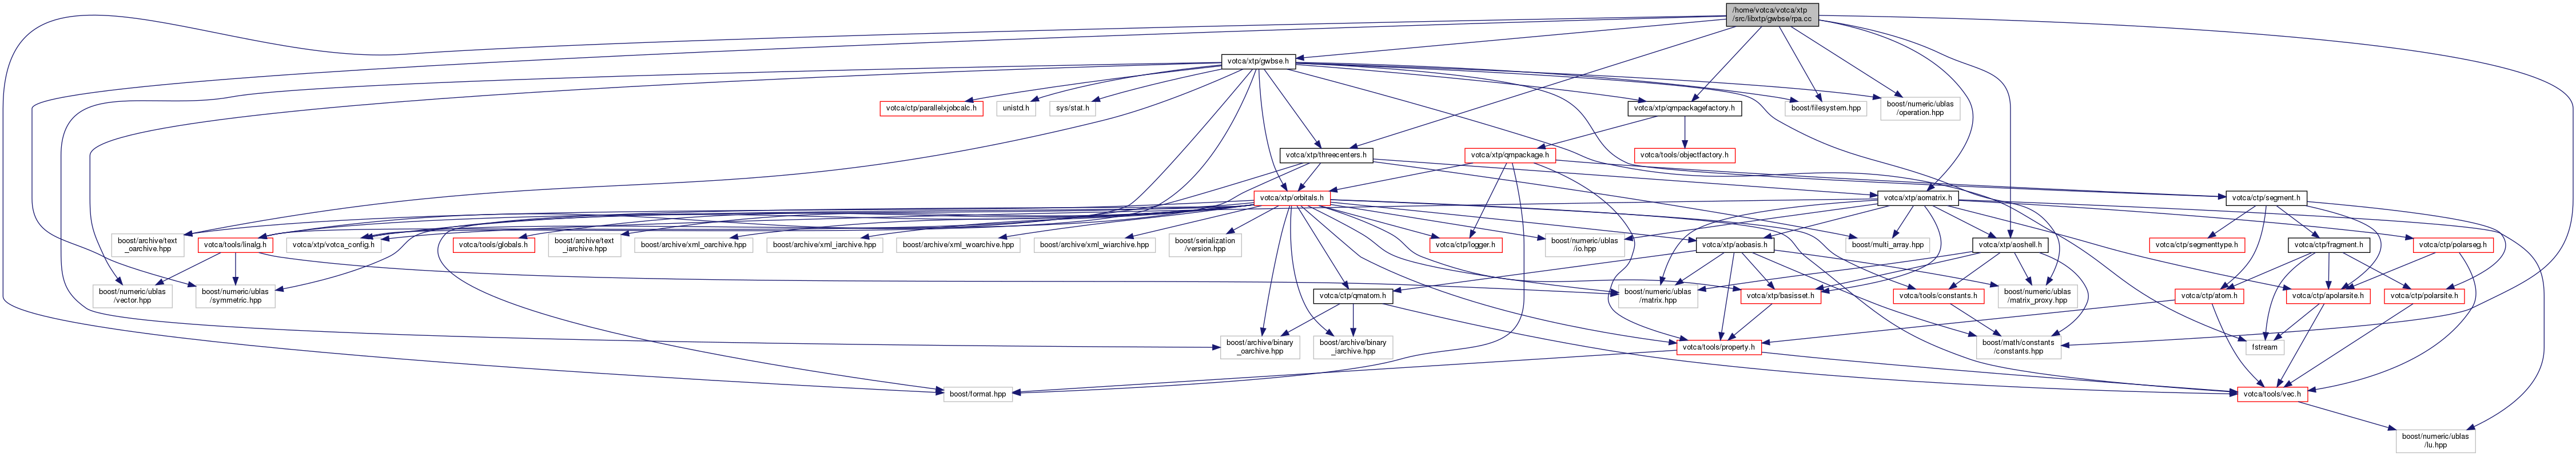 /home/votca/votca/xtp
/src/libxtp/gwbse/rpa.cc
votca/xtp/gwbse.h
votca/ctp/parallelxjobcalc.h
unistd.h
sys/stat.h
votca/xtp/qmpackagefactory.h
boost/filesystem.hpp
boost/numeric/ublas
/operation.hpp
votca/xtp/threecenters.h
votca/xtp/qmpackage.h
votca/tools/objectfactory.h
votca/xtp/orbitals.h
votca/xtp/aomatrix.h
votca/ctp/segment.h
boost/archive/text
_oarchive.hpp
votca/tools/linalg.h
votca/xtp/votca_config.h
votca/tools/globals.h
boost/archive/text
_iarchive.hpp
boost/archive/xml_oarchive.hpp
boost/archive/xml_iarchive.hpp
boost/archive/xml_woarchive.hpp
boost/archive/xml_wiarchive.hpp
boost/serialization
/version.hpp
votca/ctp/logger.h
boost/numeric/ublas
/io.hpp
votca/xtp/aobasis.h
boost/multi_array.hpp
votca/xtp/aoshell.h
votca/ctp/segmenttype.h
votca/ctp/fragment.h
votca/ctp/polarseg.h
boost/numeric/ublas
/vector.hpp
boost/numeric/ublas
/symmetric.hpp
votca/ctp/qmatom.h
boost/numeric/ublas
/matrix.hpp
votca/xtp/basisset.h
votca/tools/constants.h
boost/numeric/ublas
/matrix_proxy.hpp
votca/ctp/atom.h
votca/ctp/apolarsite.h
votca/ctp/polarsite.h
boost/archive/binary
_oarchive.hpp
boost/archive/binary
_iarchive.hpp
votca/tools/property.h
boost/math/constants
/constants.hpp
fstream
boost/format.hpp
votca/tools/vec.h
boost/numeric/ublas
/lu.hpp